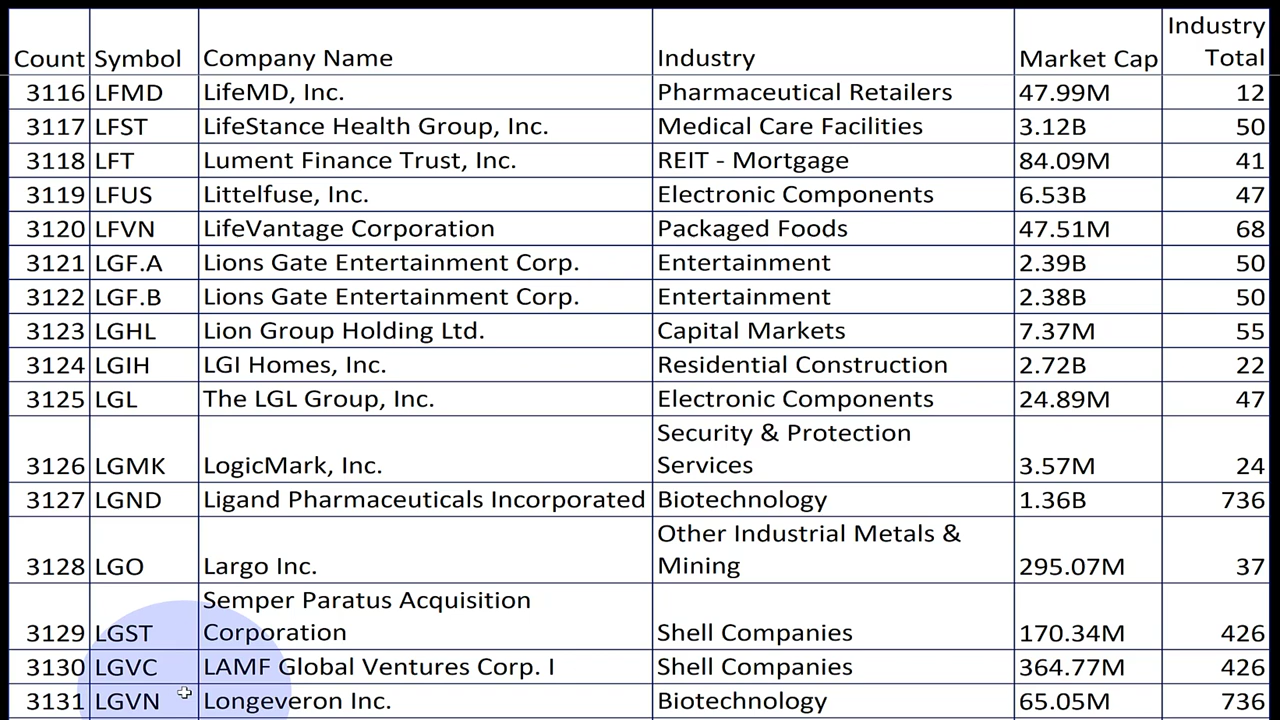 Count Symbol Company Name Industry Market Cap Industry Total
3116 LFMD LifeMD, Inc. Pharmaceutical Retailers 47.99M 12
3117 LFST LifeStance Health Group, Inc. Medical Care Facilities 3.12B 50
3118 LFT Lument Finance Trust, Inc. REIT - Mortgage 84.09M 41
3119 LFUS Littelfuse, Inc. Electronic Components 6.53B 47
3120 LFVN LifeVantage Corporation Packaged Foods 47.51M 68
3121 LGF.A Lions Gate Entertainment Corp. Entertainment 2.39B 50
3122 LGF.B Lions Gate Entertainment Corp. Entertainment 2.38B 50
3123 LGHL Lion Group Holding Ltd. Capital Markets 7.37M 55
3124 LGIH LGI Homes, Inc. Residential Construction 2.72B 22
3125 LGL The LGL Group, Inc. Electronic Components 24.89M 47
3126 LGMK LogicMark, Inc. Security & Protection Services 3.57M 24
3127 LGND Ligand Pharmaceuticals Incorporated Biotechnology 1.36B 736
3128 LGO Largo Inc. Other Industrial Metals & Mining 295.07M 37
3129 LGST Semper Paratus Acquisition Corporation Shell Companies 170.34M 426
3130 LGVC LAMF Global Ventures Corp. I Shell Companies 364.77M 426
3131 LGVN Longeveron Inc. Biotechnology 65.05M 736